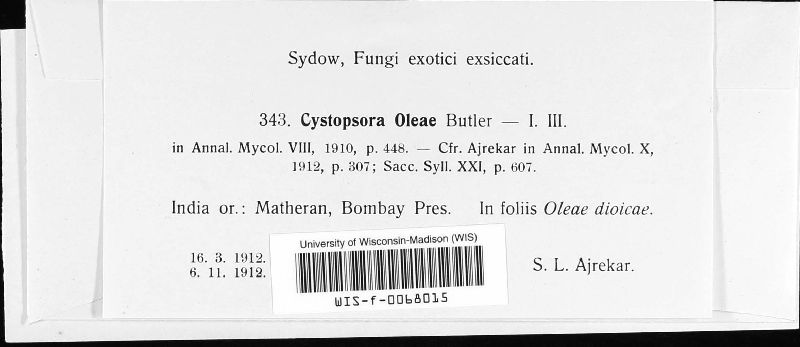 Sydow, Fungi exotici exsiccati.
343. Cystopsora Oleae Butler — I. III.
in Annal. Mycol. VIII, 1910, p. 448. — Cfr. Ajrekar in Annal. Mycol. X,
1912, p. 307; Sacc. Syll. XXI, p. 607.
India or.: Matheran, Bombay Pres. In foliis Oleae dioicae.
16. 3. 1912.
6. 11. 1912.
University of Wisconsin-Madison (WIS)
WIS-f-0068015
S. L. Ajrekar.